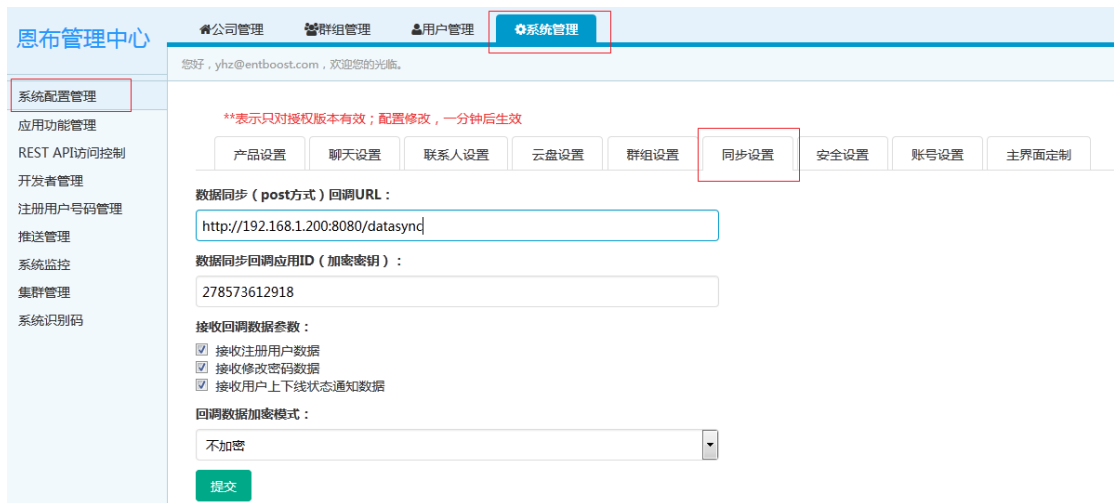 恩布管理中心
公司管理
群组管理
用户管理
系统管理
您好，yhz@entboost.com，欢迎您的光临。
系统配置管理
应用功能管理
REST API访问控制
开发者管理
注册用户号码管理
推送管理
系统监控
集群管理
系统识别码
**表示只对授权版本有效；配置修改，一分钟后生效
产品设置
聊天设置
联系人设置
云盘设置
群组设置
同步设置
安全设置
账号设置
主界面定制
数据同步（post方式）回调URL：
http://192.168.1.200:8080/datasync
数据同步回调应用ID（加密密钥）：
278573612918
接收回调数据参数：
接收注册用户数据
接收修改密码数据
接收用户上下线状态通知数据
回调数据加密模式：
不加密
提交